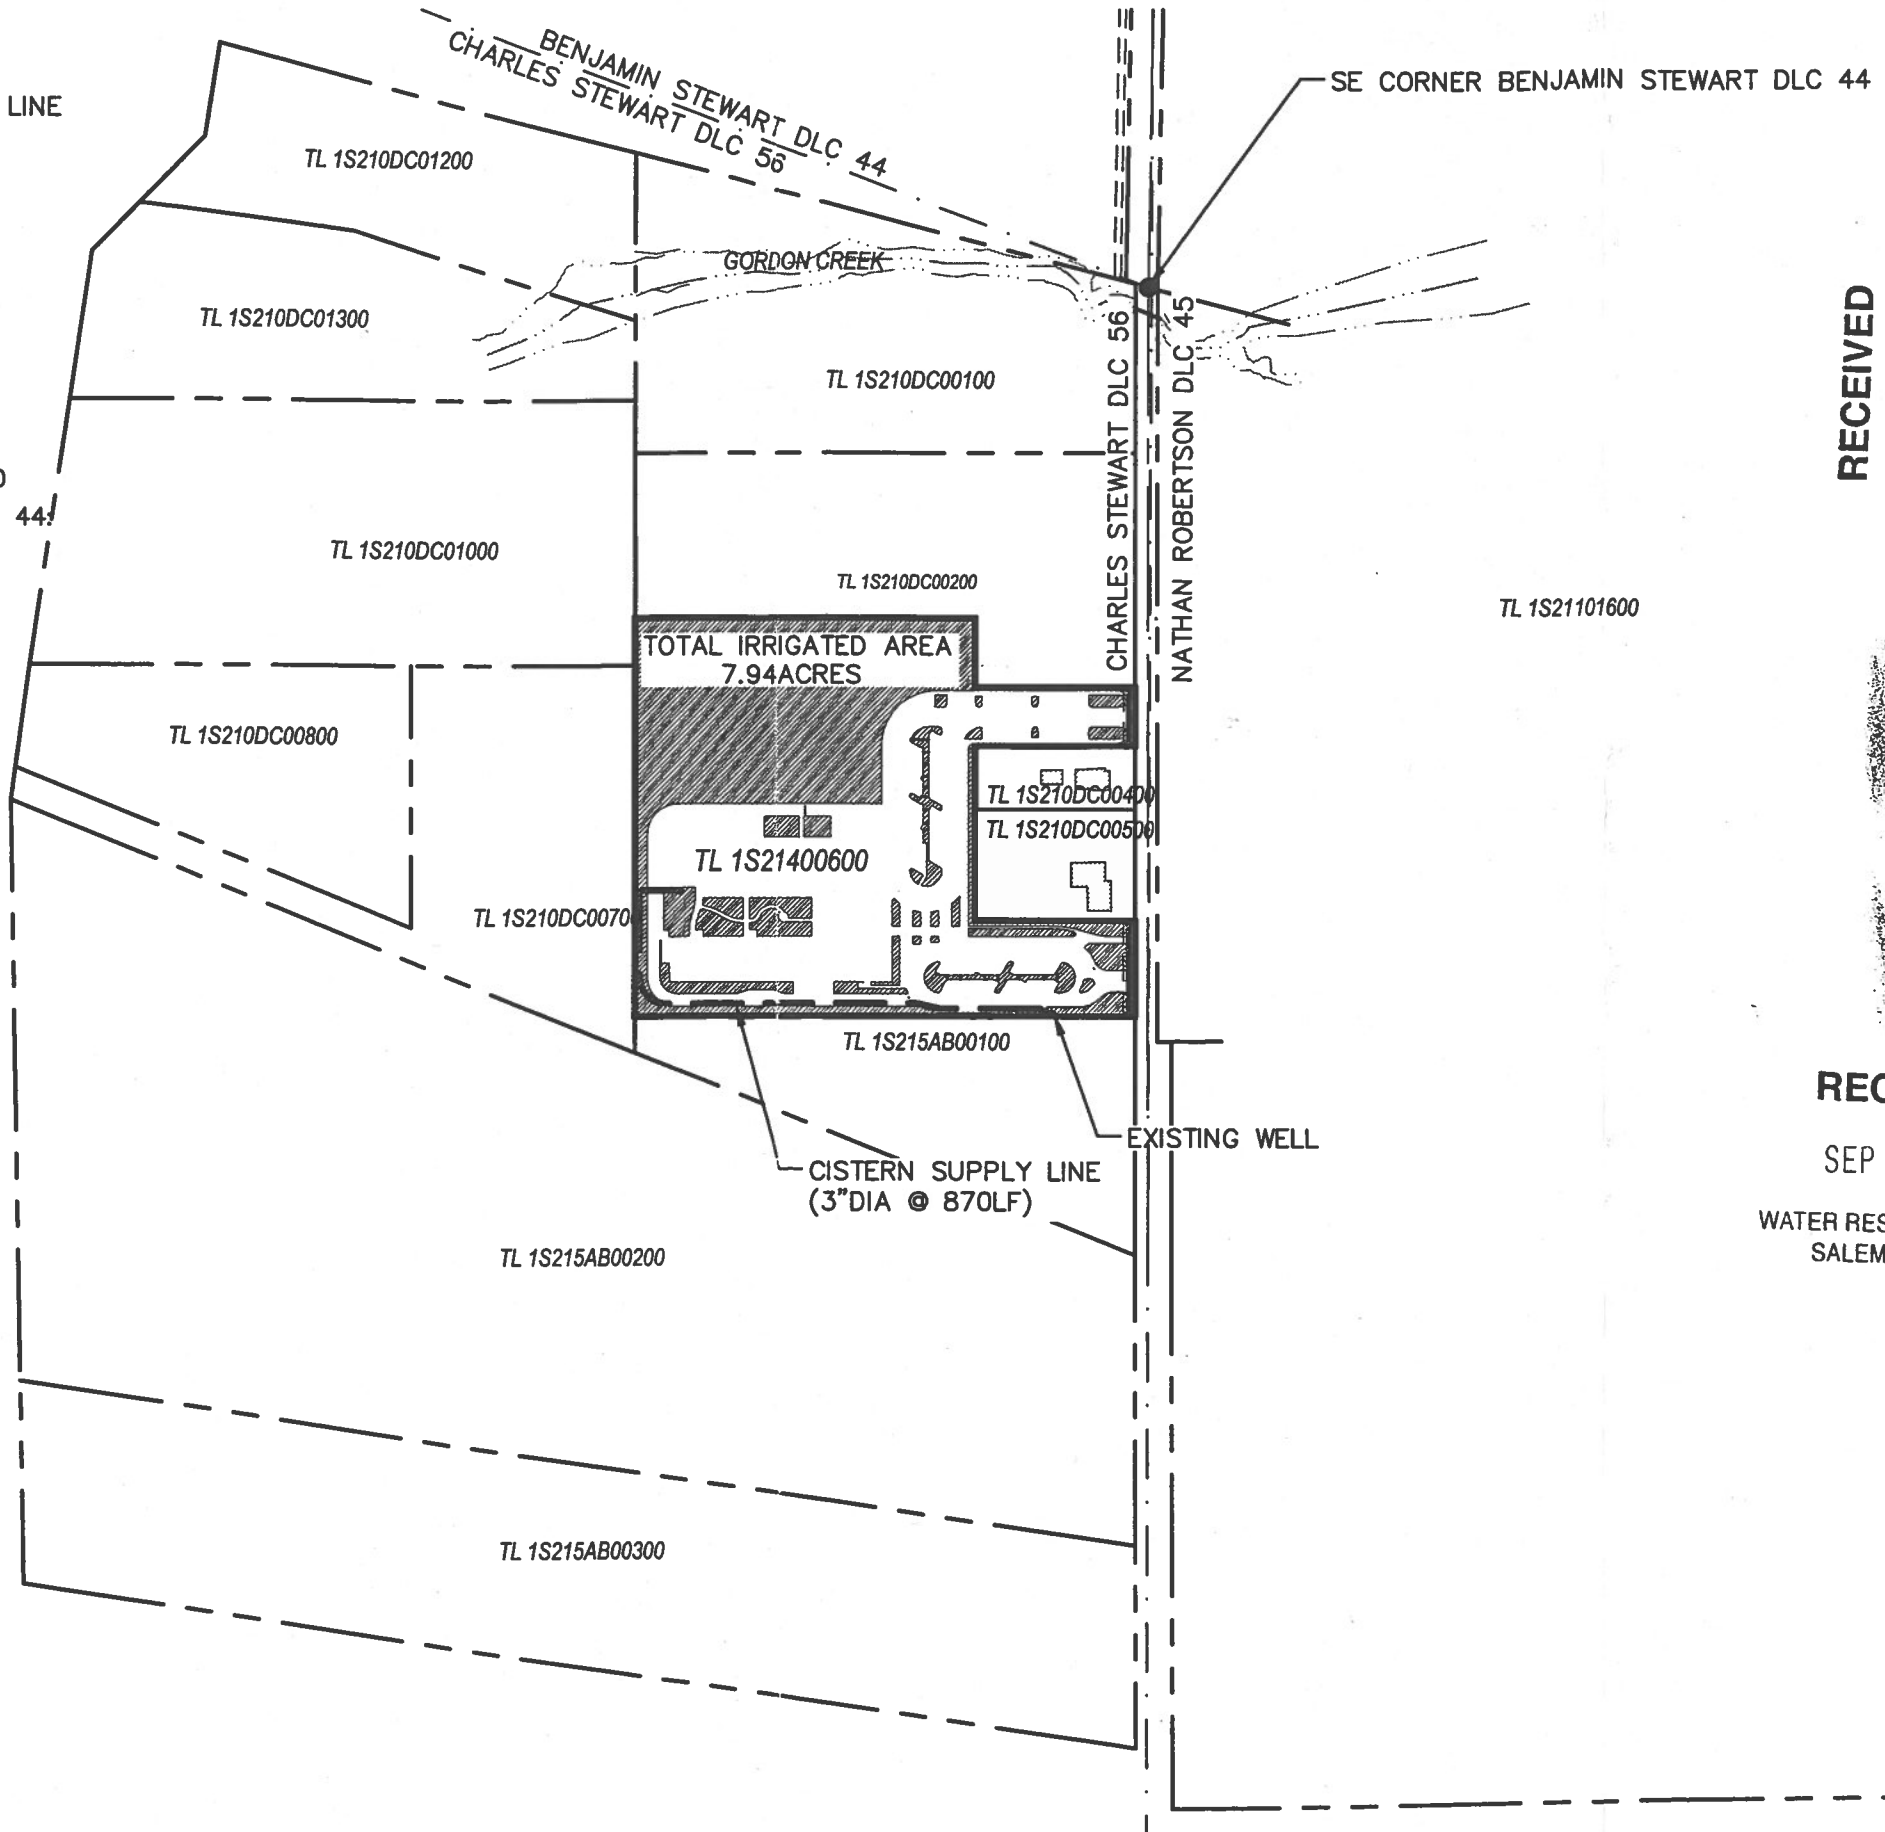 LINE
BENJAMIN STEWART DLC 44
CHARLES STEWART DLC 56
SE CORNER BENJAMIN STEWART DLC 44
TL 1S210DC01200
GORDON CREEK
TL 1S210DC01300
TL 1S210DC00100
CHARLES STEWART DLC 56
NATHAN ROBERTSON DLC 45
RECEIVED
44
TL 1S210DC01000
TL 1S210DC00200
TL 1S21101600
TOTAL IRRIGATED AREA
7.94ACRES
TL 1S210DC00800
TL 1S210DC00400
TL 1S210DC00500
TL 1S21400600
TL 1S210DC00700
TL 1S215AB00100
EXISTING WELL
CISTERN SUPPLY LINE
(3"DIA @ 870LF)
REC
SEP
WATER RES
SALEM
TL 1S215AB00200
TL 1S215AB00300